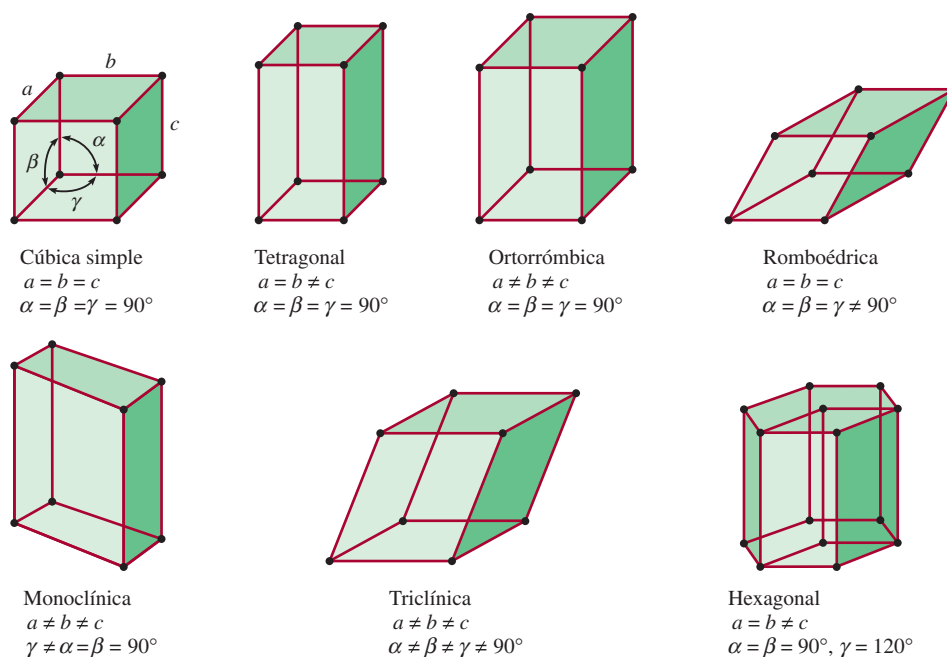 b
a
c
α
β
γ
Cúbica simple
a = b = c
α = β = γ = 90°
Tetragonal
a = b ≠ c
α = β = γ = 90°
Ortorrómbica
a ≠ b ≠ c
α = β = γ = 90°
Romboédrica
a = b = c
α = β = γ ≠ 90°
Monoclínica
a ≠ b ≠ c
γ ≠ α = β = 90°
Triclínica
a ≠ b ≠ c
α ≠ β ≠ γ ≠ 90°
Hexagonal
a = b ≠ c
α = β = 90°, γ = 120°